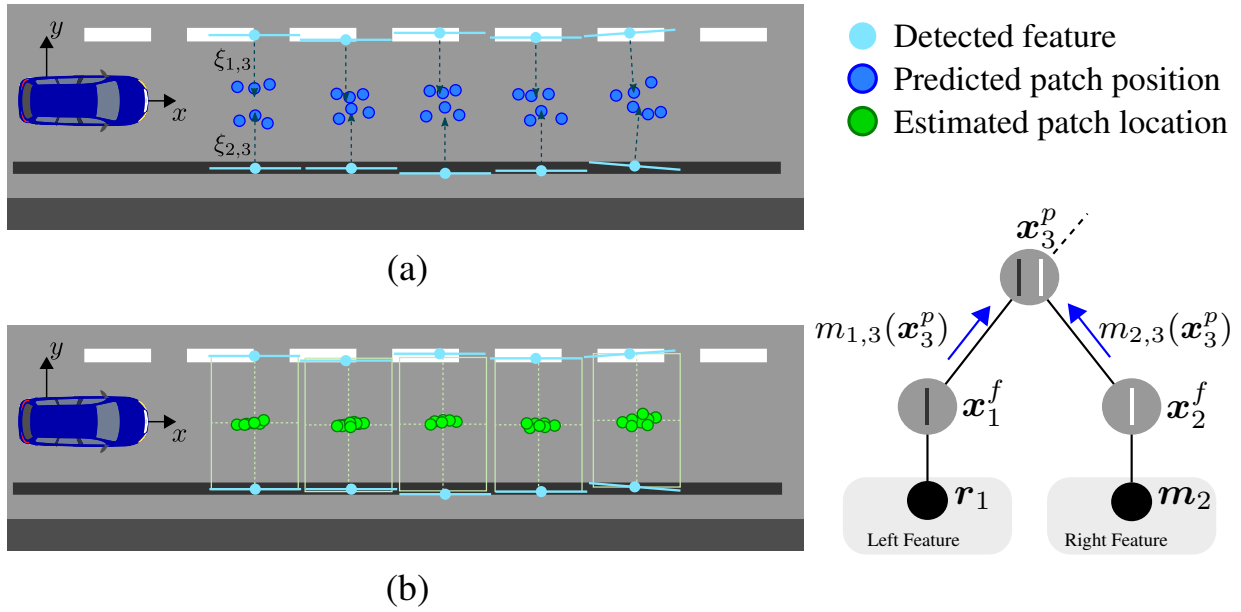 y
ξ1,3
x
ξ2,3
(a)
y
x
(b)
Detected feature
Predicted patch position
Estimated patch location
x₃ᵖ
m₁,₃(x₃ᵖ) m₂,₃(x₃ᵖ)
x₁ᶠ x₂ᶠ
r₁ m₂
Left Feature Right Feature